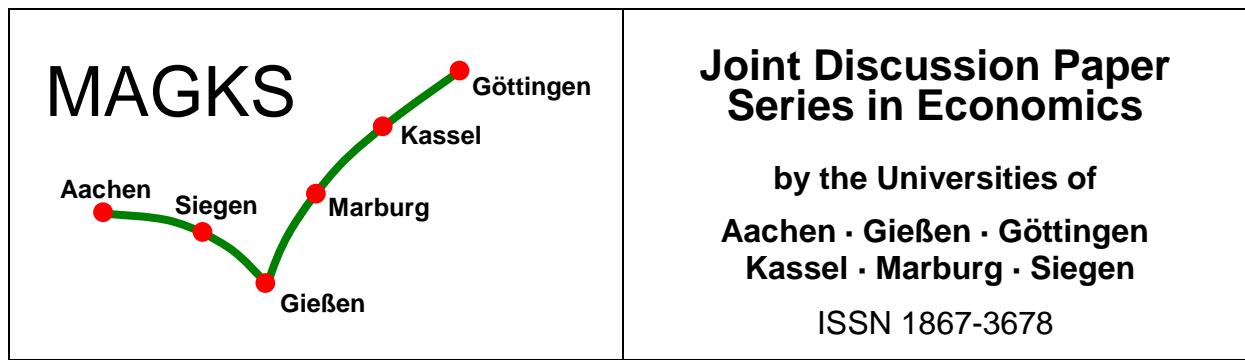 MAGKS
Göttingen
Kassel
Marburg
Aachen
Siegen
Gießen
Joint Discussion Paper
Series in Economics
by the Universities of
Aachen · Gießen · Göttingen
Kassel · Marburg · Siegen
ISSN 1867-3678